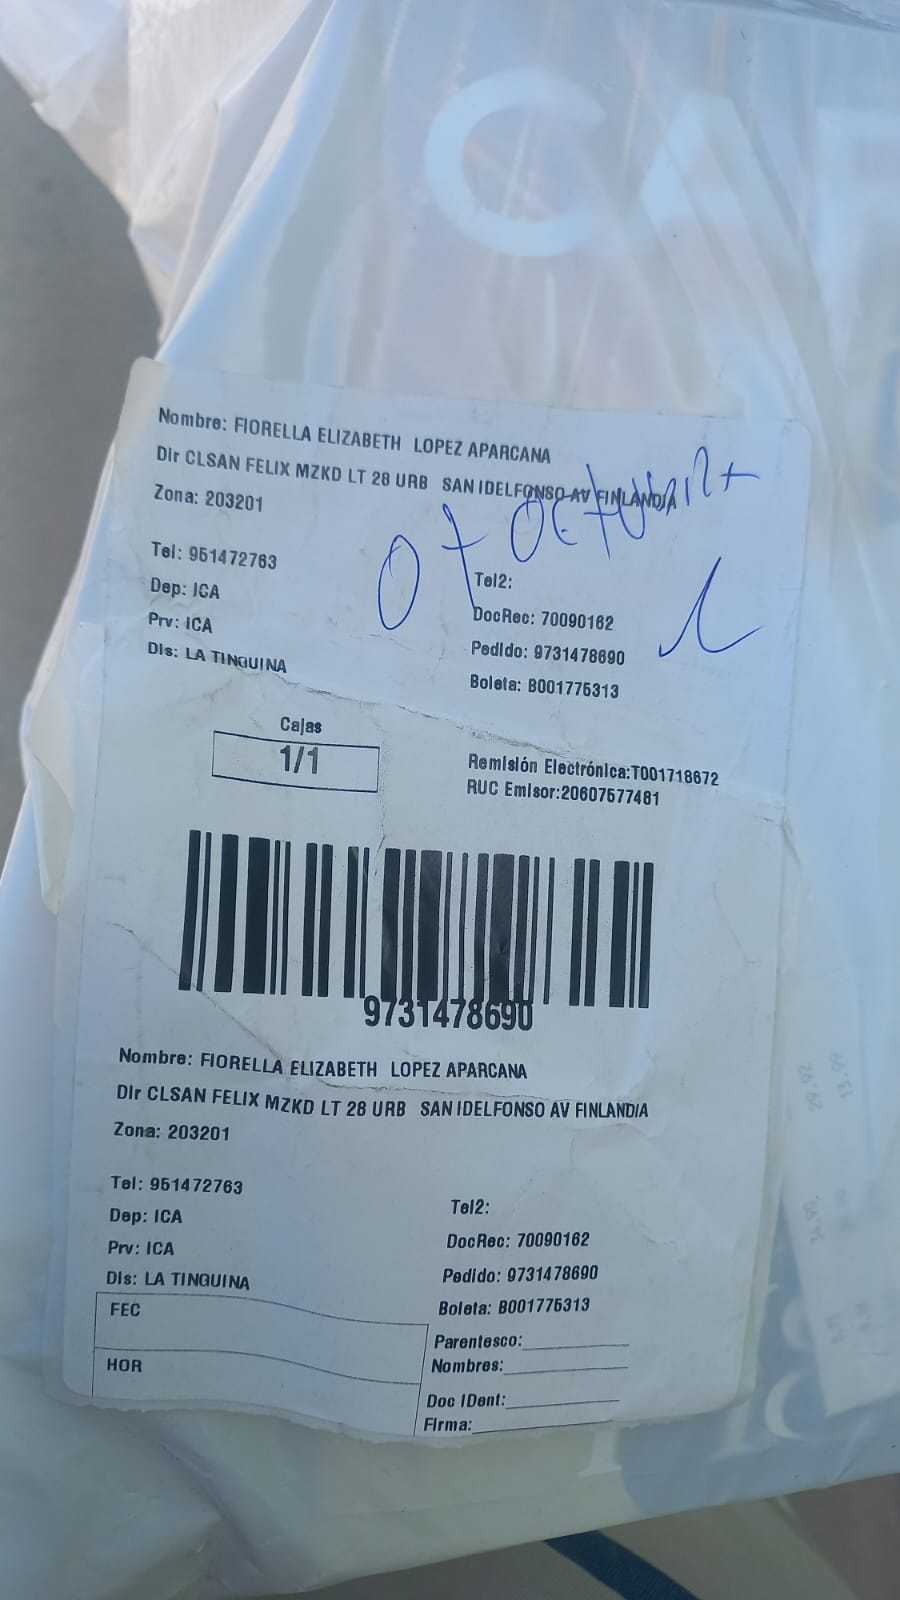 CAF
Nombre: FIORELLA ELIZABETH LOPEZ APARCANA
Dir CLSAN FELIX MZKD LT 28 URB SAN IDELFONSO AV FINLANDIA
Zona: 203201
07 octubre
Tel: 951472763
Tel2:
Dep: ICA
DocRec: 70090162
Prv: ICA
Pedido: 9731478690
Dis: LA TINGUINA
Boleta: B001775313
Cajas
1/1
Remisión Electrónica:T001718672
RUC Emisor:20607577481
9731478690
Nombre: FIORELLA ELIZABETH LOPEZ APARCANA
Dir CLSAN FELIX MZKD LT 28 URB SAN IDELFONSO AV FINLANDIA
Zona: 203201
Tel: 951472763
Tel2:
Dep: ICA
DocRec: 70090162
Prv: ICA
Pedido: 9731478690
Dis: LA TINGUINA
Boleta: B001775313
FEC
Parentesco:
HOR
Nombres:
Doc IDent:
Firma: